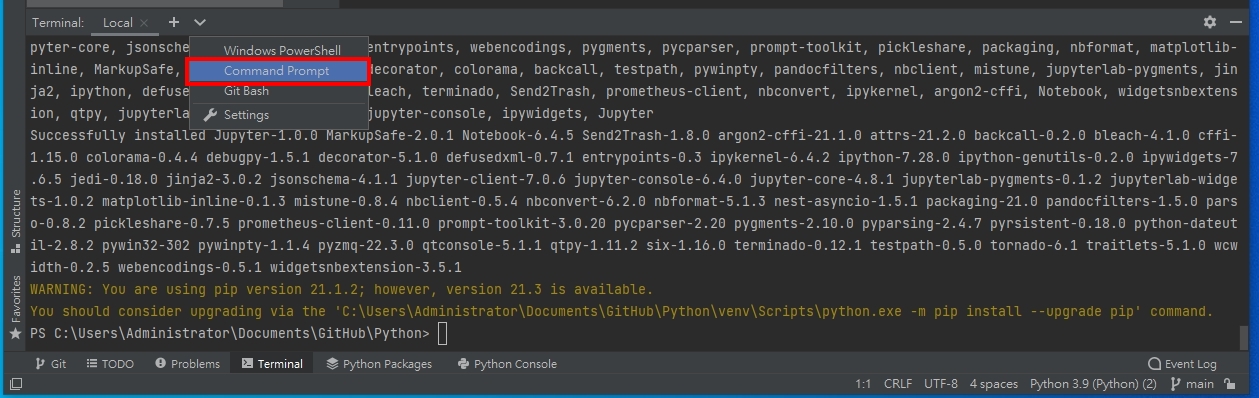 Terminal: Local × + 
Windows PowerShell
Command Prompt
Git Bash
Settings
pyter-core, jsonsche entrypoints, webencodings, pygments, pycparser, prompt-toolkit, pickleshare, packaging, nbformat, matplotlib-
inline, MarkupSafe, decorator, colorama, backcall, testpath, pywinpty, pandocfilters, nbclient, mistune, jupyterlab-pygments, jin
ja2, ipython, defuse leach, terminado, Send2Trash, prometheus-client, nbconvert, ipykernel, argon2-cffi, Notebook, widgetsnbextens
ion, qtpy, jupyterla jupyter-console, ipywidgets, Jupyter
Successfully installed Jupyter-1.0.0 MarkupSafe-2.0.1 Notebook-6.4.5 Send2Trash-1.8.0 argon2-cffi-21.1.0 attrs-21.2.0 backcall-0.2.0 bleach-4.1.0 cffi-
1.15.0 colorama-0.4.4 debugpy-1.5.1 decorator-5.1.0 defusedxml-0.7.1 entrypoints-0.3 ipykernel-6.4.2 ipython-7.28.0 ipython-genutils-0.2.0 ipywidgets-7
.6.5 jedi-0.18.0 jinja2-3.0.2 jsonschema-4.1.1 jupyter-client-7.0.6 jupyter-console-6.4.0 jupyter-core-4.8.1 jupyterlab-pygments-0.1.2 jupyterlab-widge
ts-1.0.2 matplotlib-inline-0.1.3 mistune-0.8.4 nbclient-0.5.4 nbconvert-6.2.0 nbformat-5.1.3 nest-asyncio-1.5.1 packaging-21.0 pandocfilters-1.5.0 pars
o-0.8.2 pickleshare-0.7.5 prometheus-client-0.11.0 prompt-toolkit-3.0.20 pycparser-2.20 pygments-2.10.0 pyparsing-2.4.7 pyrsistent-0.18.0 python-dateut
il-2.8.2 pywin32-302 pywinpty-1.1.4 pyzmq-22.3.0 qtconsole-5.1.1 qtpy-1.11.2 six-1.16.0 terminado-0.12.1 testpath-0.5.0 tornado-6.1 traitlets-5.1.0 wcw
idth-0.2.5 webencodings-0.5.1 widgetsnbextension-3.5.1
WARNING: You are using pip version 21.1.2; however, version 21.3 is available.
You should consider upgrading via the 'C:\Users\Administrator\Documents\GitHub\Python\venv\Scripts\python.exe -m pip install --upgrade pip' command.
PS C:\Users\Administrator\Documents\GitHub\Python>
Structure
Favorites
Git TODO Problems Terminal Python Packages Python Console Event Log
1:1 CRLF UTF-8 4 spaces Python 3.9 (Python) (2) main